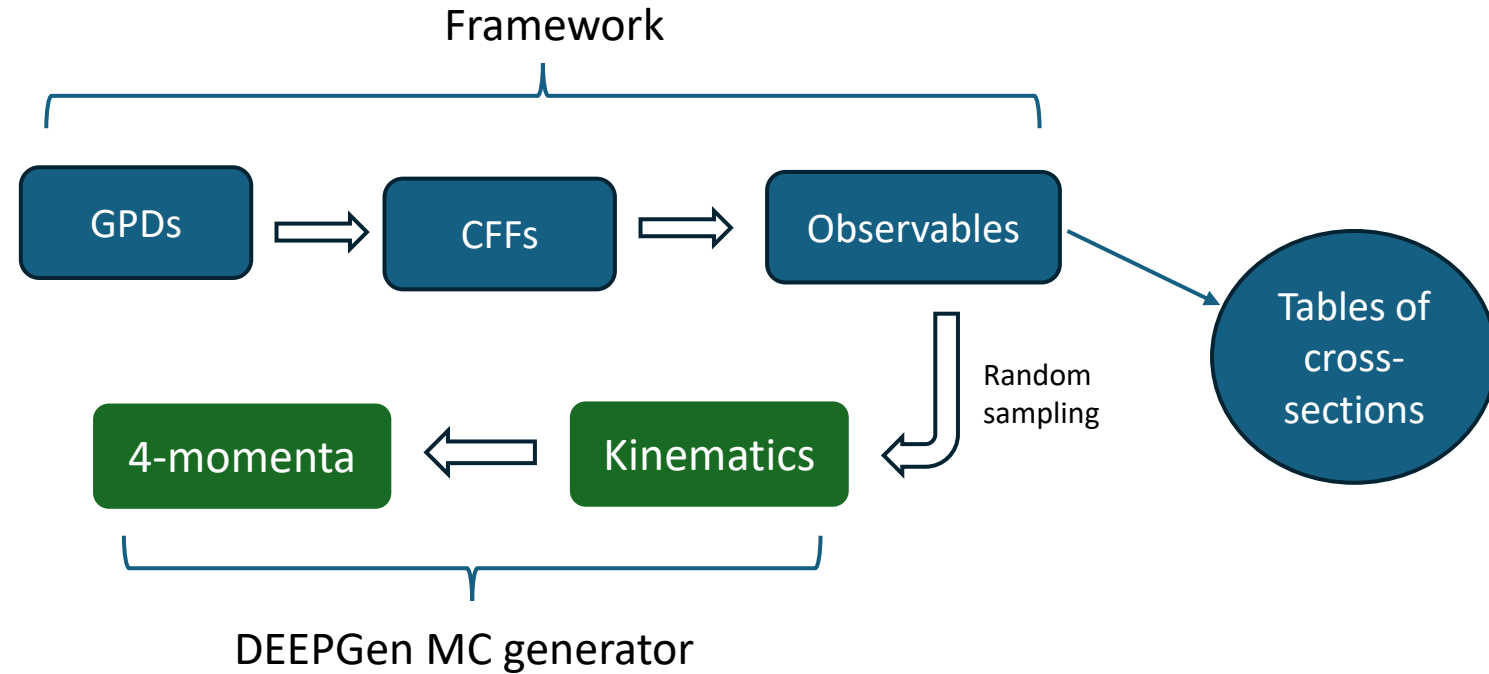 Framework
GPDs
CFFs
Observables
Tables of
cross-
sections
Random
sampling
4-momenta
Kinematics
DEEPGen MC generator